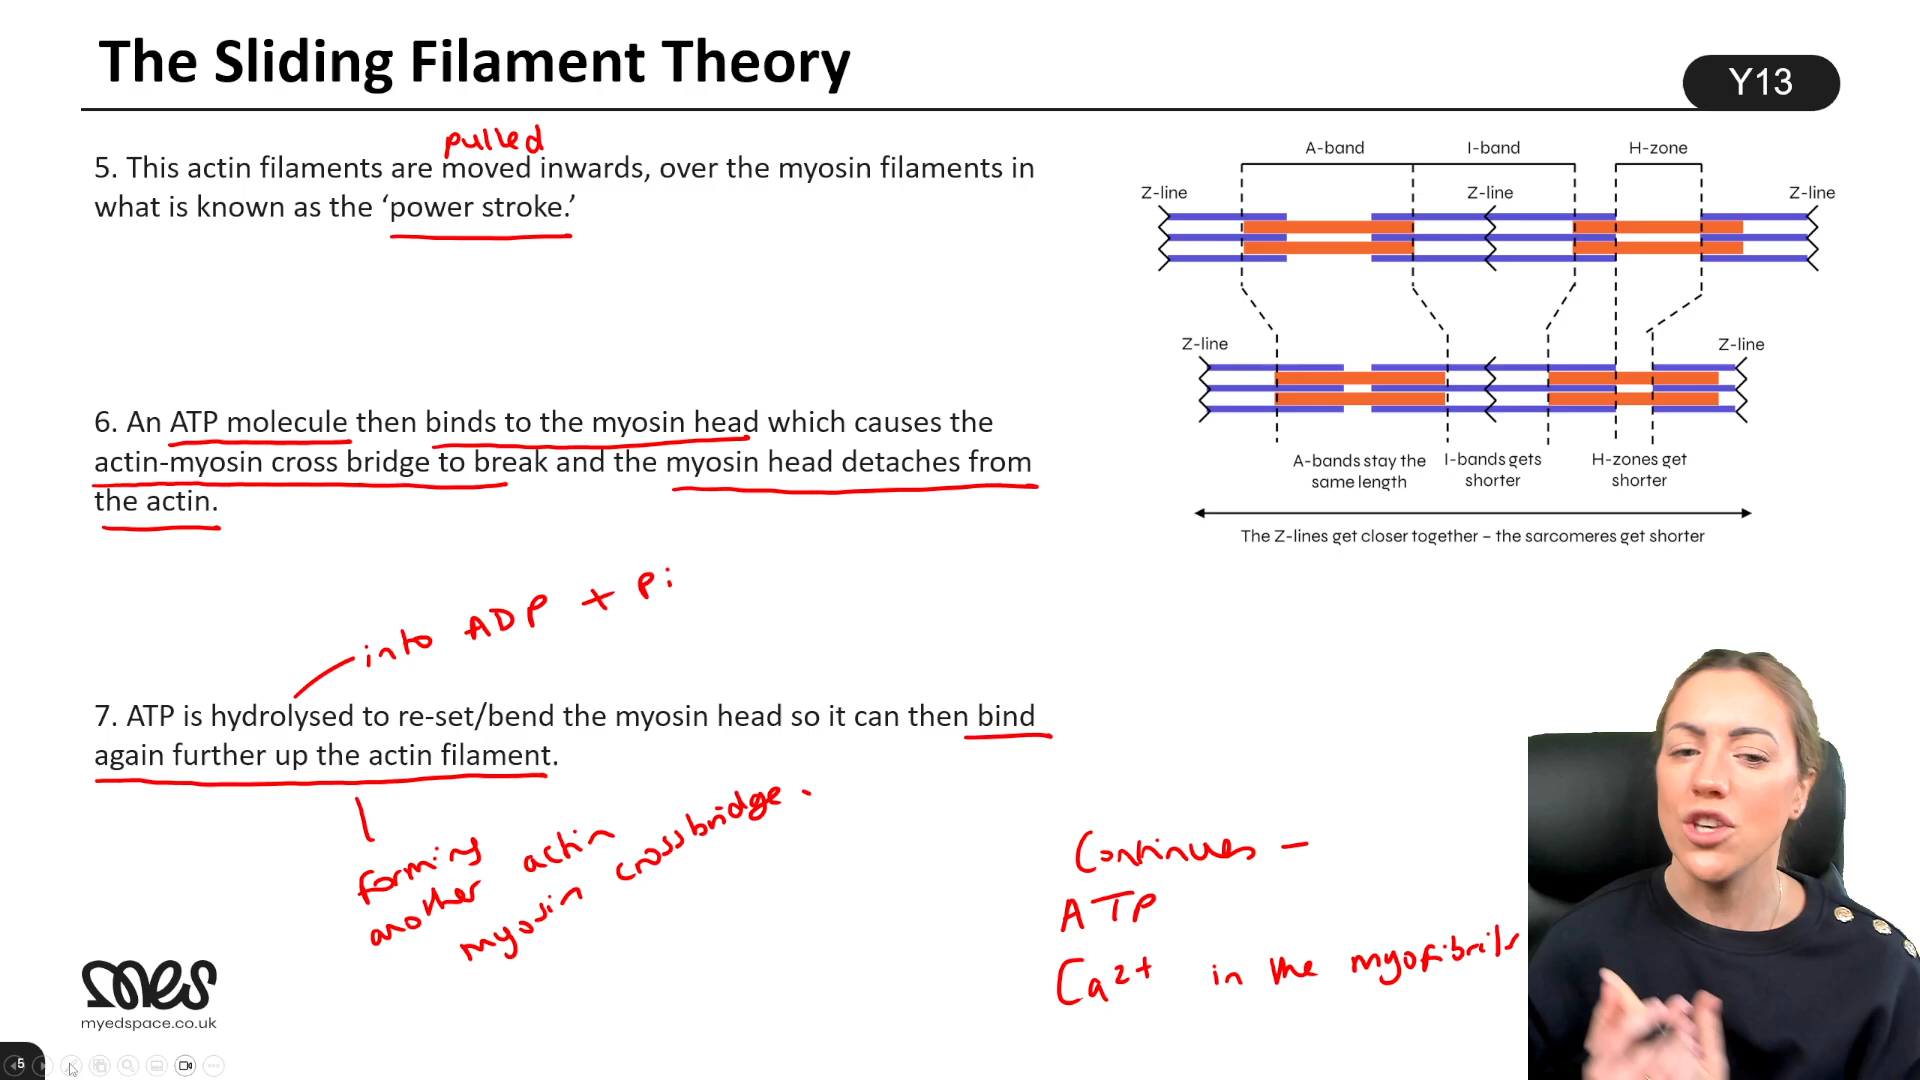 The Sliding Filament Theory
Y13
pulled
5. This actin filaments are moved inwards, over the myosin filaments in
what is known as the ‘power stroke.’
6. An ATP molecule then binds to the myosin head which causes the
actin-myosin cross bridge to break and the myosin head detaches from
the actin.
into ADP + Pi
7. ATP is hydrolysed to re-set/bend the myosin head so it can then bind
again further up the actin filament.
forming
another actin
myosin crossbridge.
Continues –
ATP
Ca2+ in the myofibrils
A-band I-band H-zone
Z-line Z-line Z-line
Z-line Z-line
A-bands stay the I-bands gets H-zones get
same length shorter shorter
The Z-lines get closer together – the sarcomeres get shorter
mes
myedspace.co.uk
5